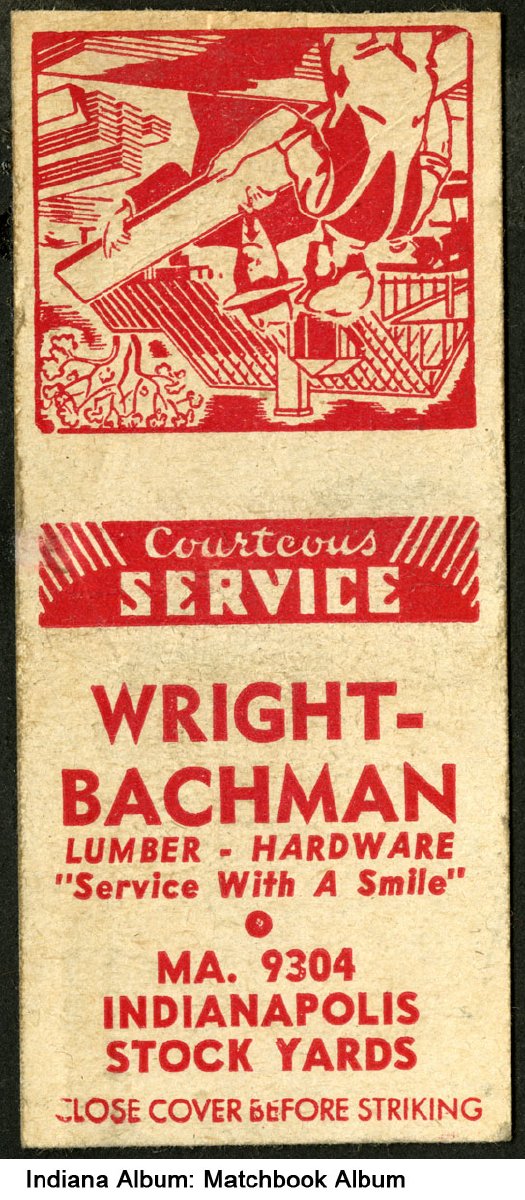 Courteous
SERVICE
WRIGHT-
BACHMAN
LUMBER - HARDWARE
"Service With A Smile"
MA. 9304
INDIANAPOLIS
STOCK YARDS
CLOSE COVER BEFORE STRIKING
Indiana Album: Matchbook Album